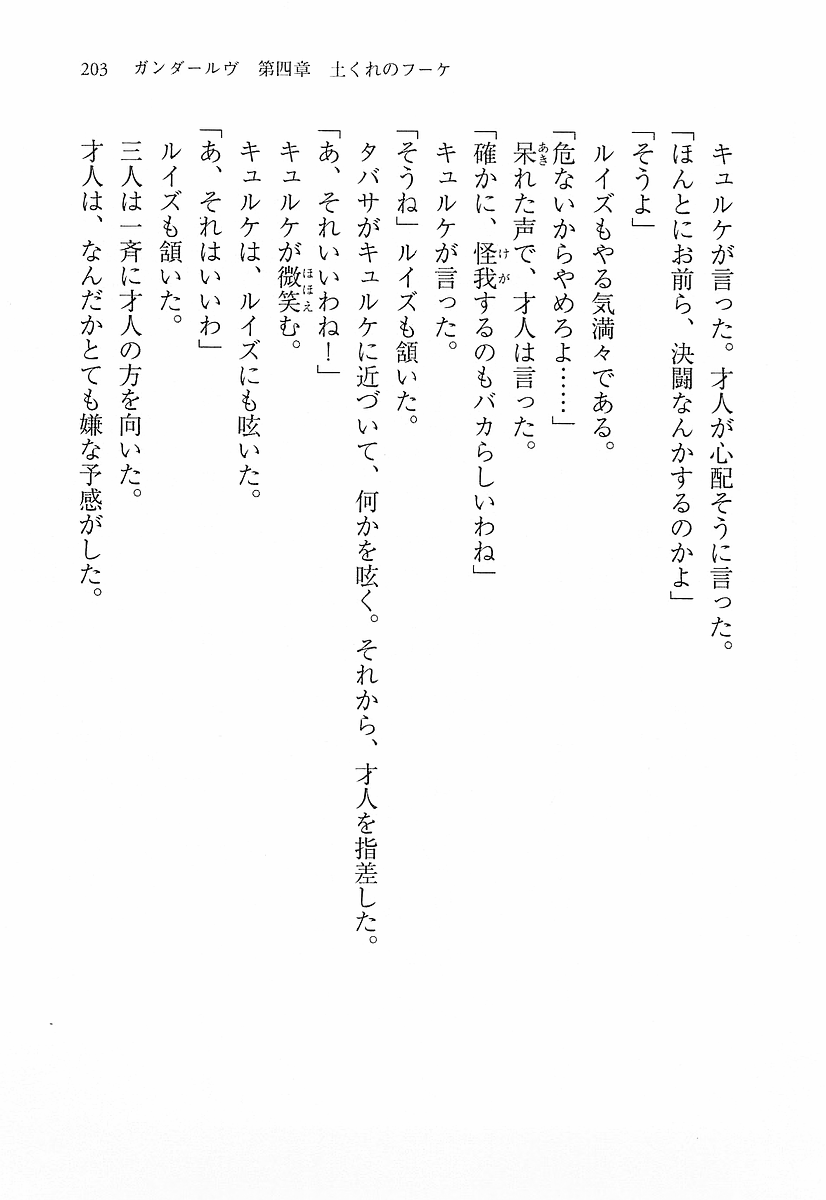 203　ガンダールヴ　第四章　土くれのフーケ
　キュルケが言った。才人が心配そうに言った。
「ほんとにお前ら、決闘なんかするのかよ」
「そうよ」
　ルイズもやる気満々である。
「危ないからやめろよ……」
　呆れた声で、才人は言った。
「確かに、怪我するのもバカらしいわね」
　キュルケが言った。
「そうね」ルイズも頷いた。
　タバサがキュルケに近づいて、何かを呟く。それから、才人を指差した。
「あ、それいいわね！」
　キュルケが微笑む。
　キュルケは、ルイズにも呟いた。
「あ、それはいいわ」
　ルイズも頷いた。
　三人は一斉に才人の方を向いた。
　才人は、なんだかとても嫌な予感がした。